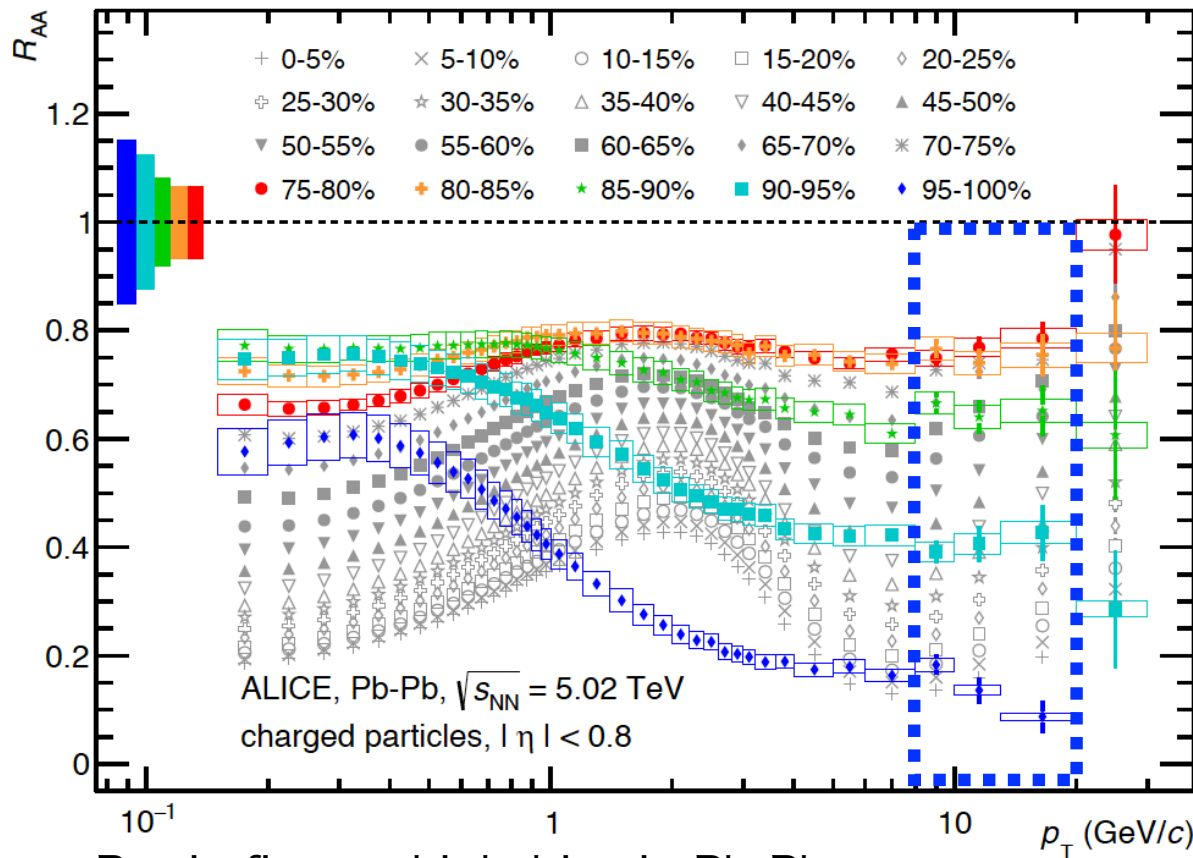 R_AA
0-5% 5-10% 10-15% 15-20% 20-25%
25-30% 30-35% 35-40% 40-45% 45-50%
50-55% 55-60% 60-65% 65-70% 70-75%
75-80% 80-85% 85-90% 90-95% 95-100%
1.2
1
0.8
0.6
0.4
0.2
0
ALICE, Pb-Pb, √s_NN = 5.02 TeV
charged particles, | η | < 0.8
10⁻¹ 1 10
p_T (GeV/c)